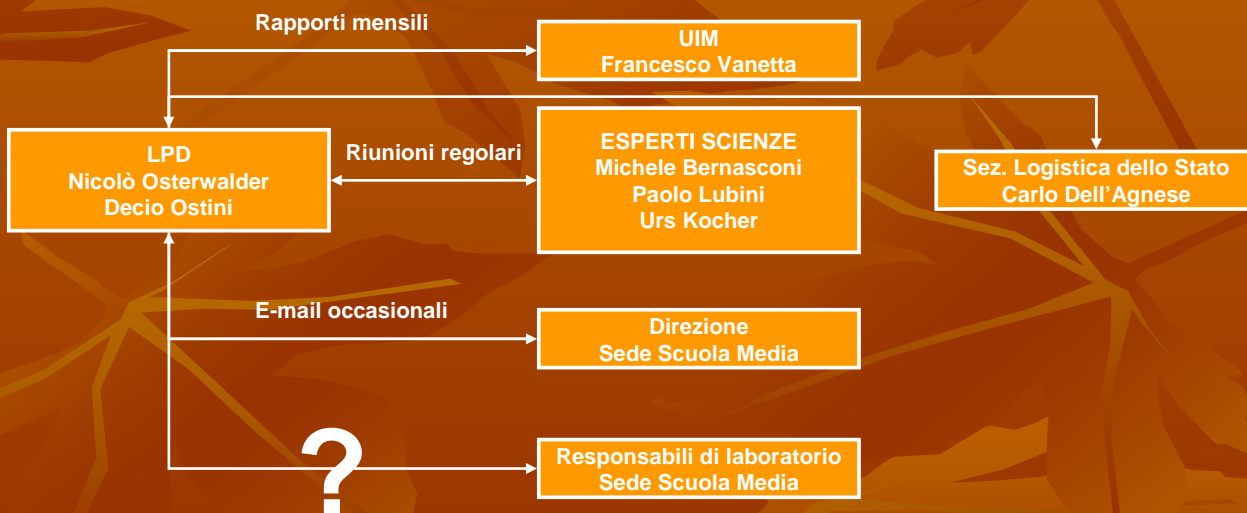 Rapporti mensili
UIM
Francesco Vanetta
LPD
Nicolò Osterwalder
Decio Ostini
Riunioni regolari
ESPERTI SCIENZE
Michele Bernasconi
Paolo Lubini
Urs Kocher
Sez. Logistica dello Stato
Carlo Dell’Agnese
E-mail occasionali
Direzione
Sede Scuola Media
?
Responsabili di laboratorio
Sede Scuola Media